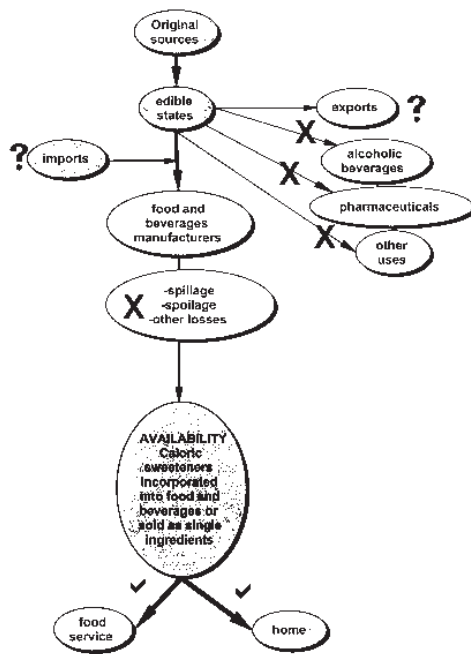 Original
sources
edible
states
exports
?
X
alcoholic
beverages
?
imports
X
pharmaceuticals
food and
beverages
manufacturers
X
other
uses
X
-spillage
-spoilage
-other losses
AVAILABILITY
Caloric
sweeteners
incorporated
into food and
beverages or
sold as single
ingredients
food
service
home